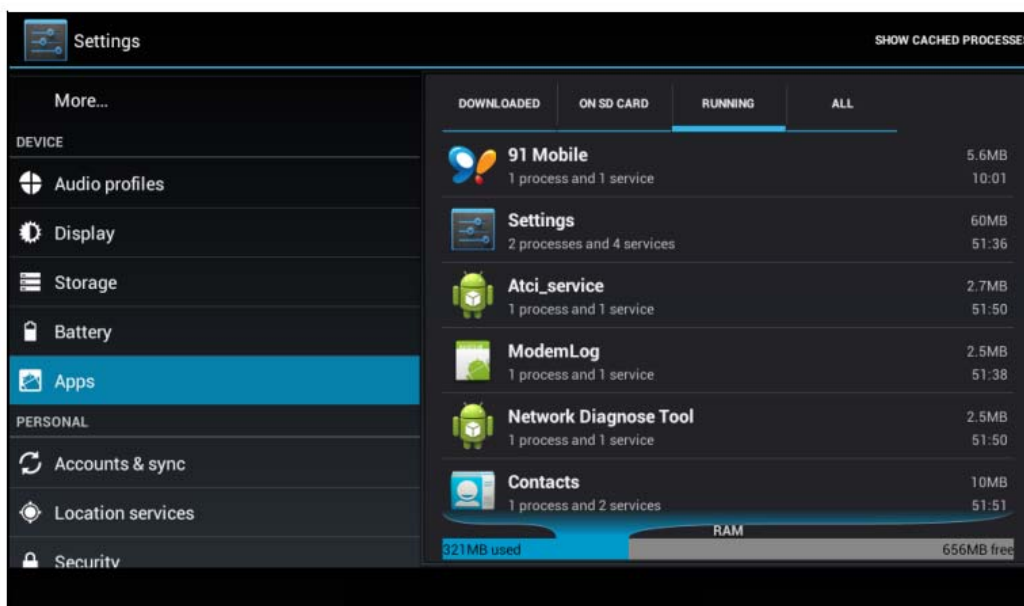 Settings
SHOW CACHED PROCESSES
More...
DEVICE
Audio profiles
Display
Storage
Battery
Apps
PERSONAL
Accounts & sync
Location services
Security
DOWNLOADED
ON SD CARD
RUNNING
ALL
91 Mobile
5.6MB
1 process and 1 service
10:01
Settings
60MB
2 processes and 4 services
51:36
Atci_service
2.7MB
1 process and 1 service
51:50
ModemLog
2.5MB
1 process and 1 service
51:38
Network Diagnose Tool
2.5MB
1 process and 1 service
51:50
Contacts
10MB
1 process and 2 services
51:51
RAM
321MB used
656MB free